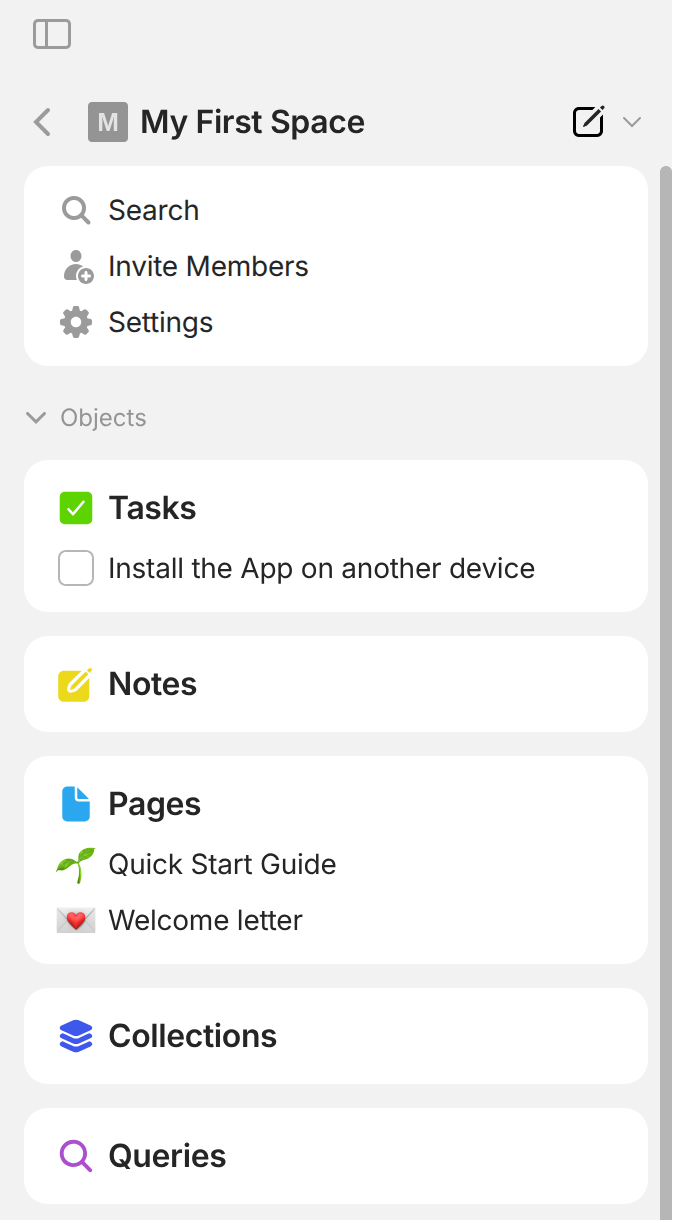 M My First Space
Search
Invite Members
Settings
Objects
Tasks
Install the App on another device
Notes
Pages
Quick Start Guide
Welcome letter
Collections
Queries